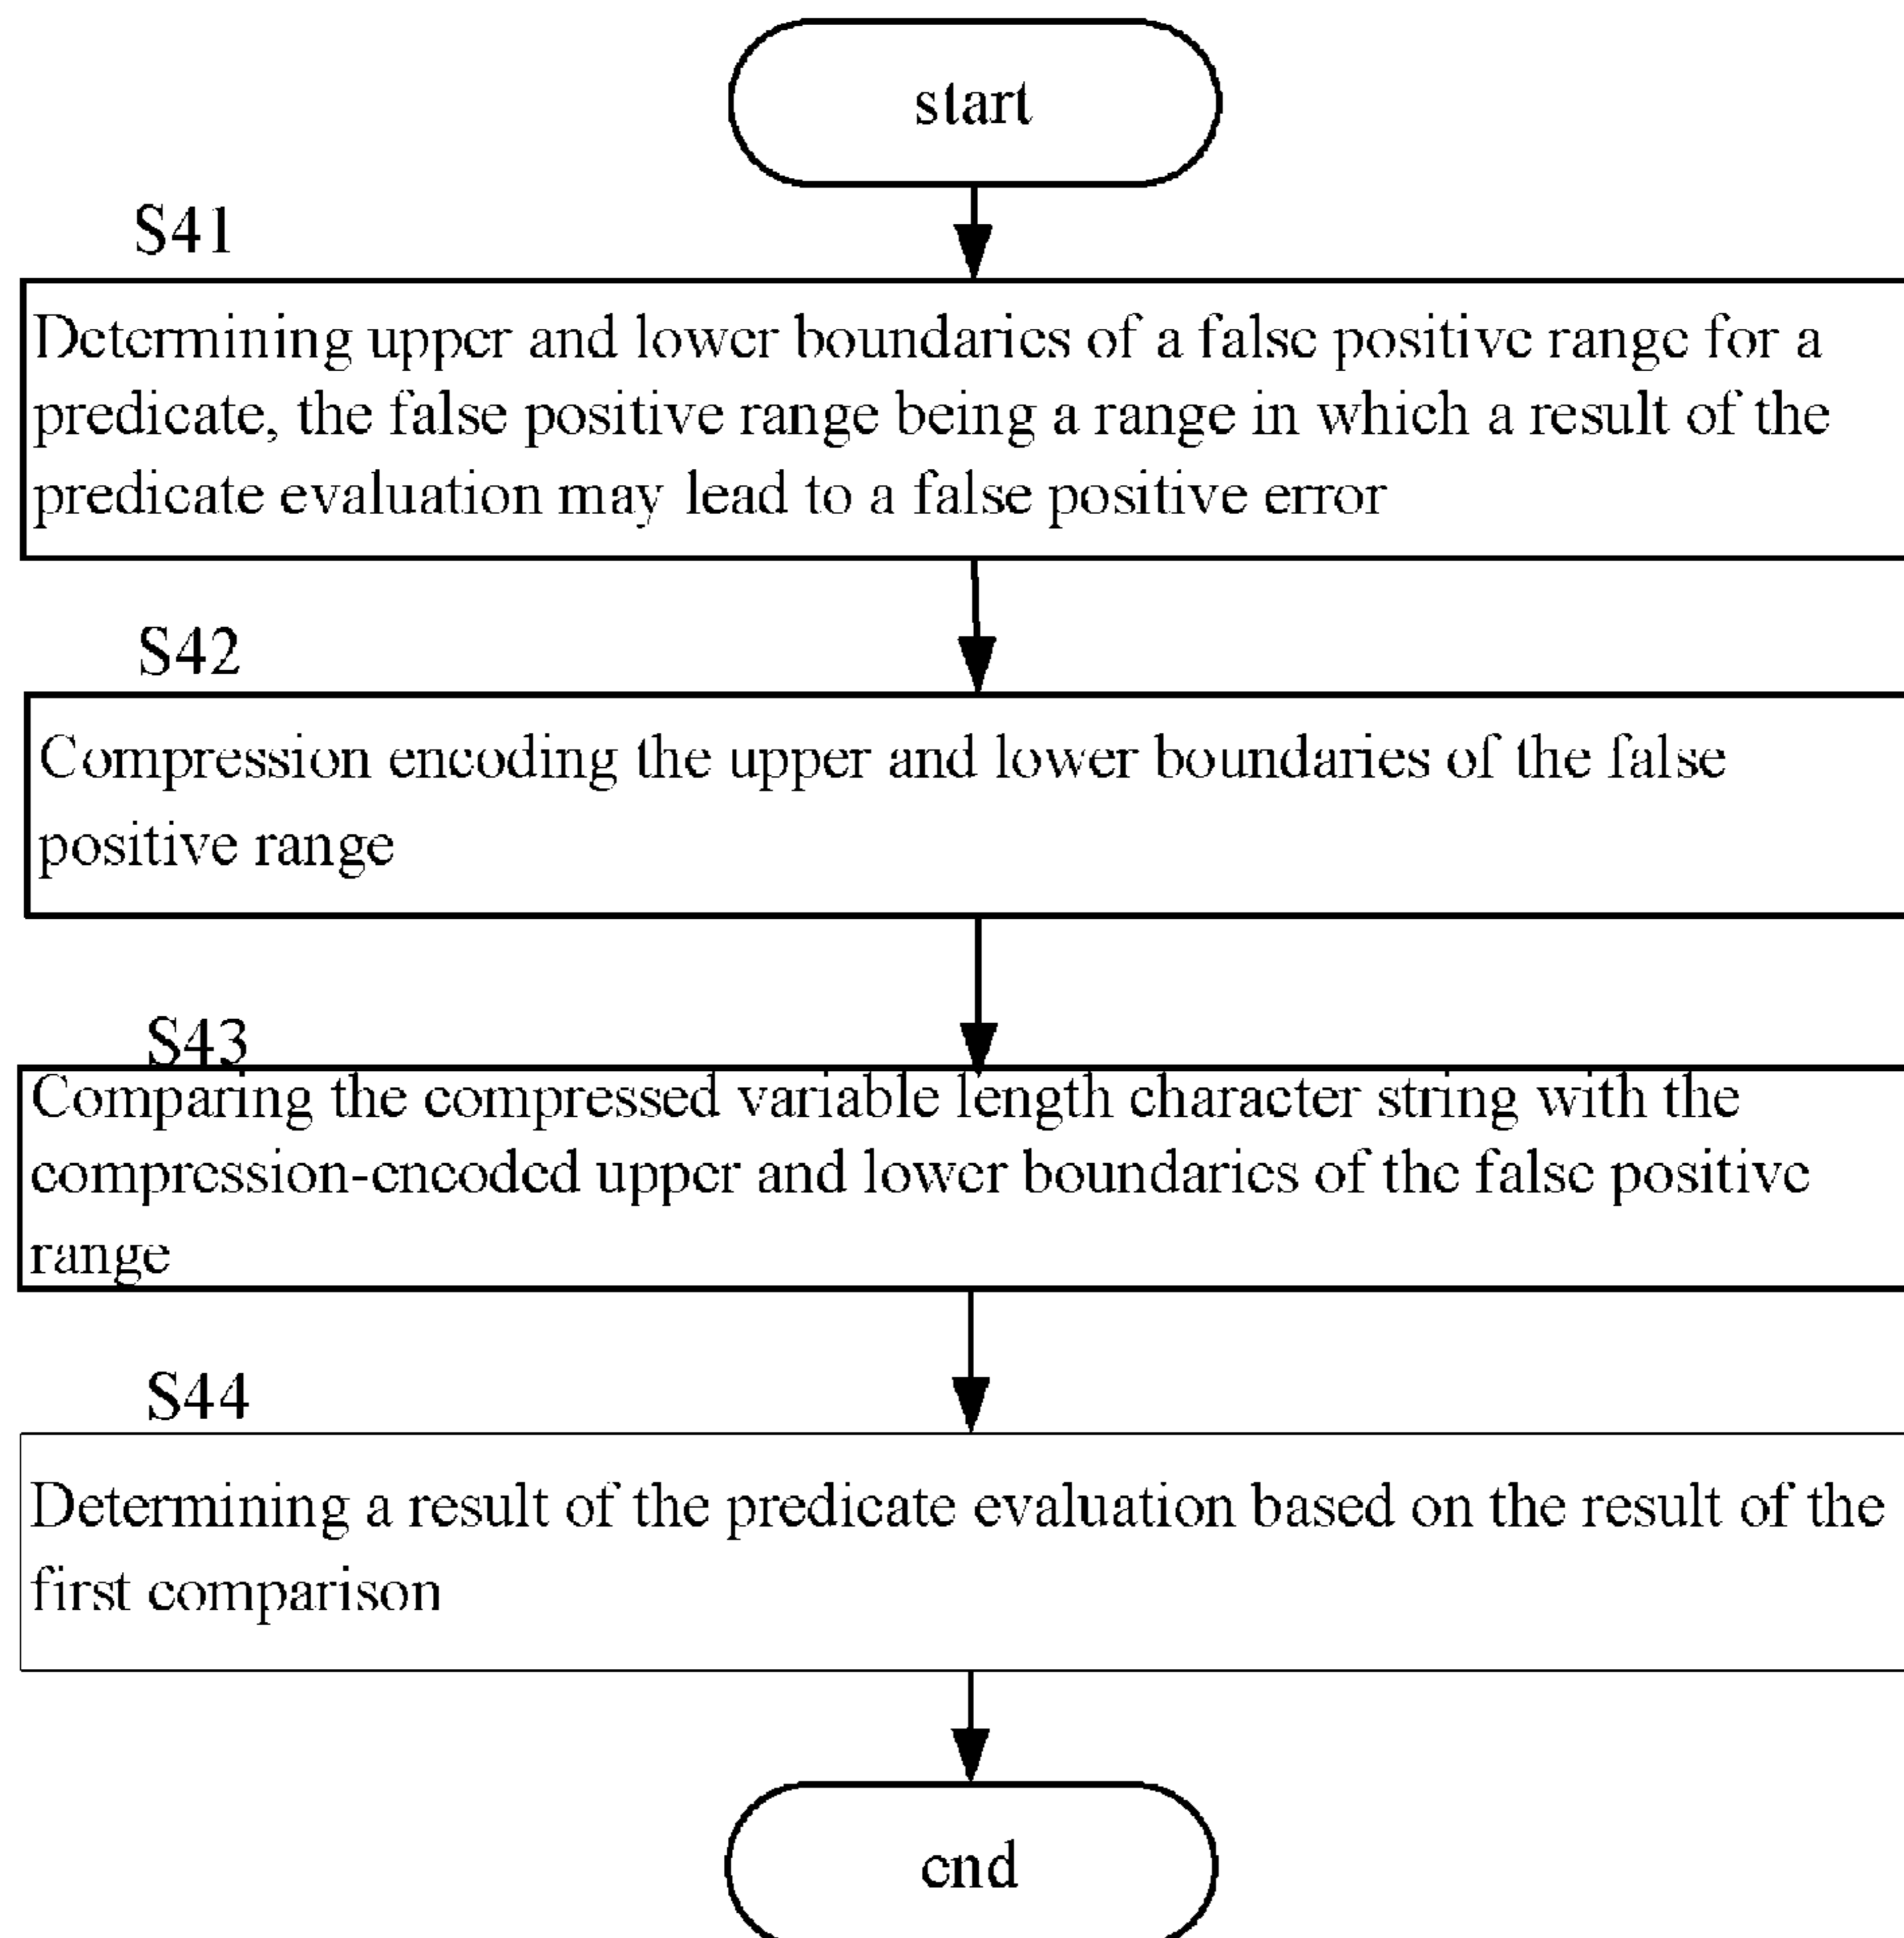 start
S41
Determining upper and lower boundaries of a false positive range for a
predicate, the false positive range being a range in which a result of the
predicate evaluation may lead to a false positive error
S42
Compression encoding the upper and lower boundaries of the false
positive range
S43
Comparing the compressed variable length character string with the
compression-encoded upper and lower boundaries of the false positive
range
S44
Determining a result of the predicate evaluation based on the result of the
first comparison
end